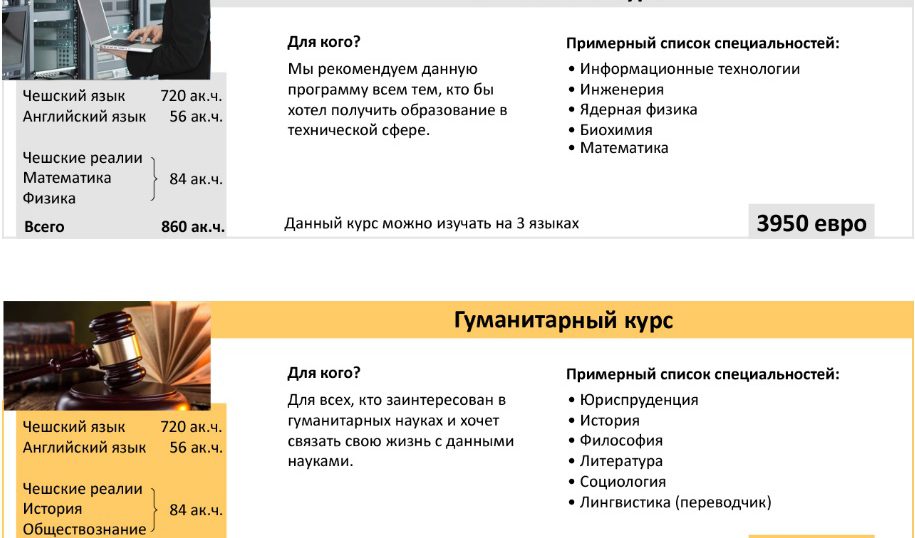 Для кого?
Мы рекомендуем данную
программу всем тем, кто бы
хотел получить образование в
технической сфере.
Примерный список специальностей:
• Информационные технологии
• Инженерия
• Ядерная физика
• Биохимия
• Математика
Чешский язык 720 ак.ч.
Английский язык 56 ак.ч.
Чешские реалии
Математика 84 ак.ч.
Физика
Всего 860 ак.ч.
Данный курс можно изучать на 3 языках
3950 евро
Гуманитарный курс
Для кого?
Для всех, кто заинтересован в
гуманитарных науках и хочет
связать свою жизнь с данными
науками.
Примерный список специальностей:
• Юриспруденция
• История
• Философия
• Литература
• Социология
• Лингвистика (переводчик)
Чешский язык 720 ак.ч.
Английский язык 56 ак.ч.
Чешские реалии
История 84 ак.ч.
Обществознание